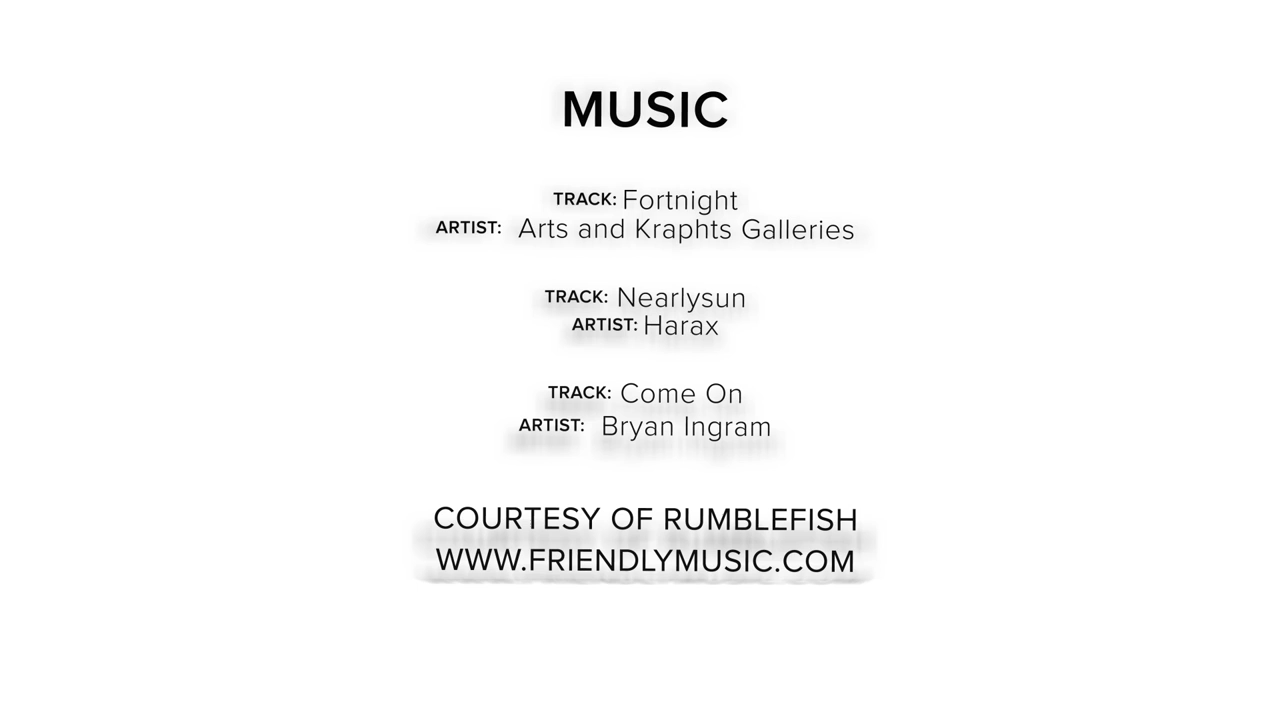 MUSIC
TRACK: Fortnight
ARTIST: Arts and Kraphts Galleries
TRACK: Nearlysun
ARTIST: Harax
TRACK: Come On
ARTIST: Bryan Ingram
COURTESY OF RUMBLEFISH
WWW.FRIENDLYMUSIC.COM